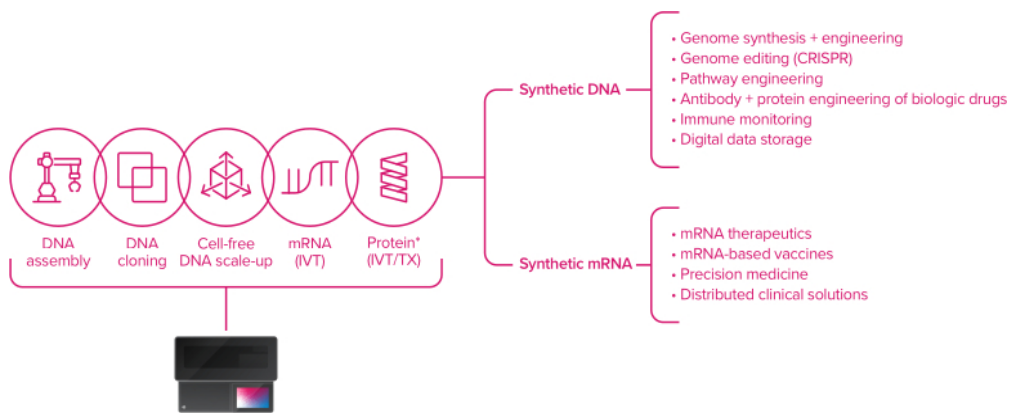 DNA
assembly
DNA
cloning
Cell-free
DNA scale-up
mRNA
(IVT)
Protein*
(IVT/TX)
Synthetic DNA
• Genome synthesis + engineering
• Genome editing (CRISPR)
• Pathway engineering
• Antibody + protein engineering of biologic drugs
• Immune monitoring
• Digital data storage
Synthetic mRNA
• mRNA therapeutics
• mRNA-based vaccines
• Precision medicine
• Distributed clinical solutions